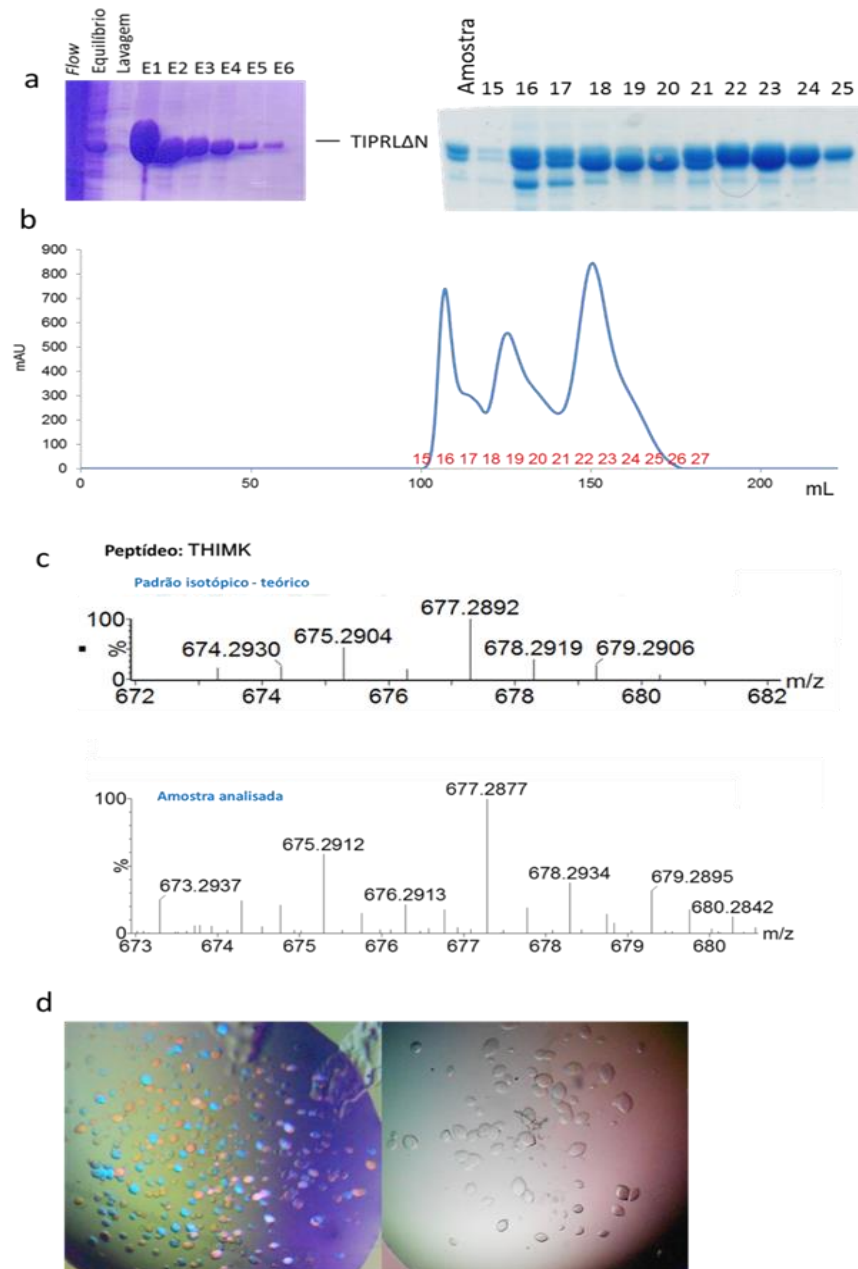 a
Flow
Equilíbrio
Lavagem
E1 E2 E3 E4 E5 E6
TIPRLΔN
Amostra
15 16 17 18 19 20 21 22 23 24 25
b
900
800
700
600
500
400
300
200
100
0
mAU
15 16 17 18 19 20 21 22 23 24 25 26 27
0 50 100 150 200
mL
c
Peptídeo: THIMK
Padrão isotópico - teórico
677.2892
100
674.2930 675.2904 678.2919 679.2906
%
0
672 674 676 678 680 682
m/z
Amostra analisada
677.2877
100
675.2912
673.2937 676.2913 678.2934 679.2895
680.2842
%
0
673 674 675 676 677 678 679 680
m/z
d